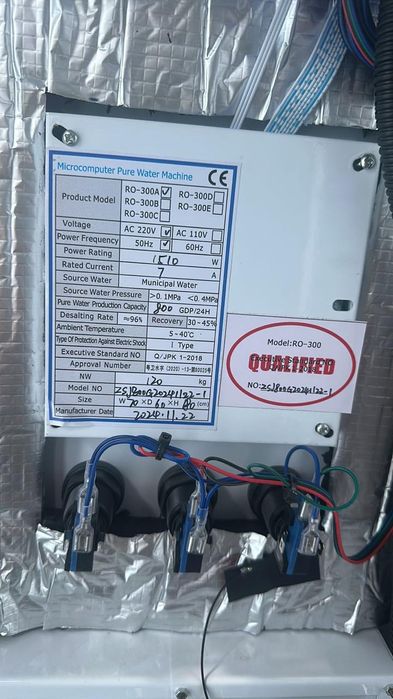 Microcomputer Pure Water Machine CE
Product Model RO-300A ✓ RO-300D
RO-300B RO-300E
RO-300C
Voltage AC 220V ✓ AC 110V
Power Frequency 50Hz ✓ 60Hz
Power Rating 1510 W
Rated Current 7 A
Source Water Municipal Water
Source Water Pressure >0.1MPa <0.4MPa
Pure Water Production Capacity 800 GDP/24H
Desalting Rate ≈96% Recovery 30~45%
Ambient Temperature 5~40℃
Type Of Protection Against Electric Shock I Type
Executive Standard NO Q/JPK 1-2018
Approval Number
NW 120 kg
Model NO ZSJ800G20241122-1
Size W 70 ×D 60 ×H (cm)
Manufacturer Date 2024.11.22
Model:RO-300
QUALIFIED
NO: ZSJ800G20241122-1